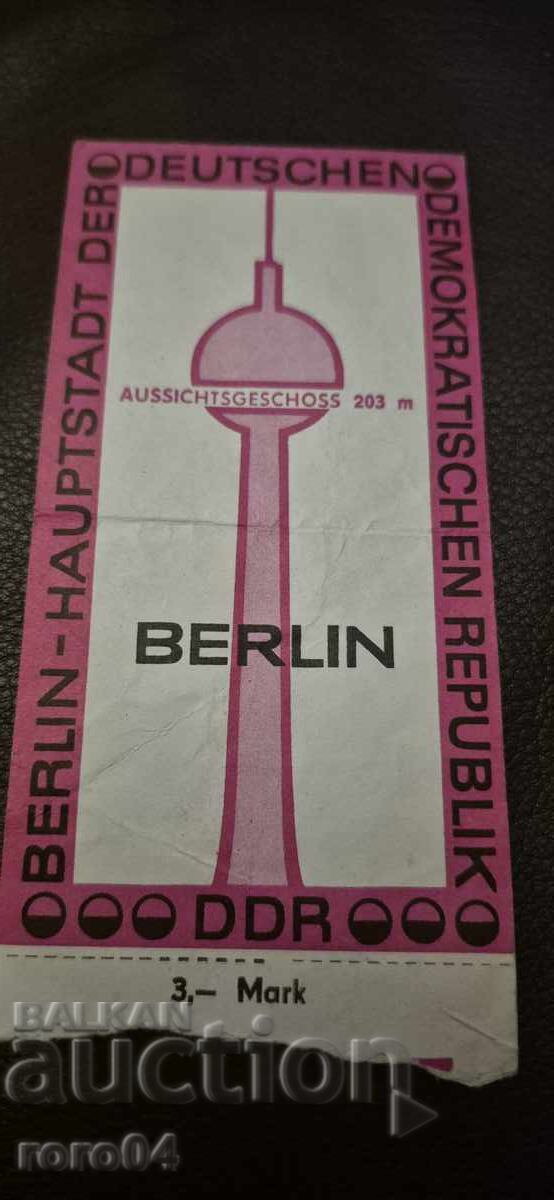 BERLIN-HAUPTSTADT DER
DEUTSCHEN
DEMOKRATISCHEN REPUBLIK
AUSSICHTSGESCHOSS 203 m
BERLIN
DDR
3,— Mark
BALKAN
auction
roro04